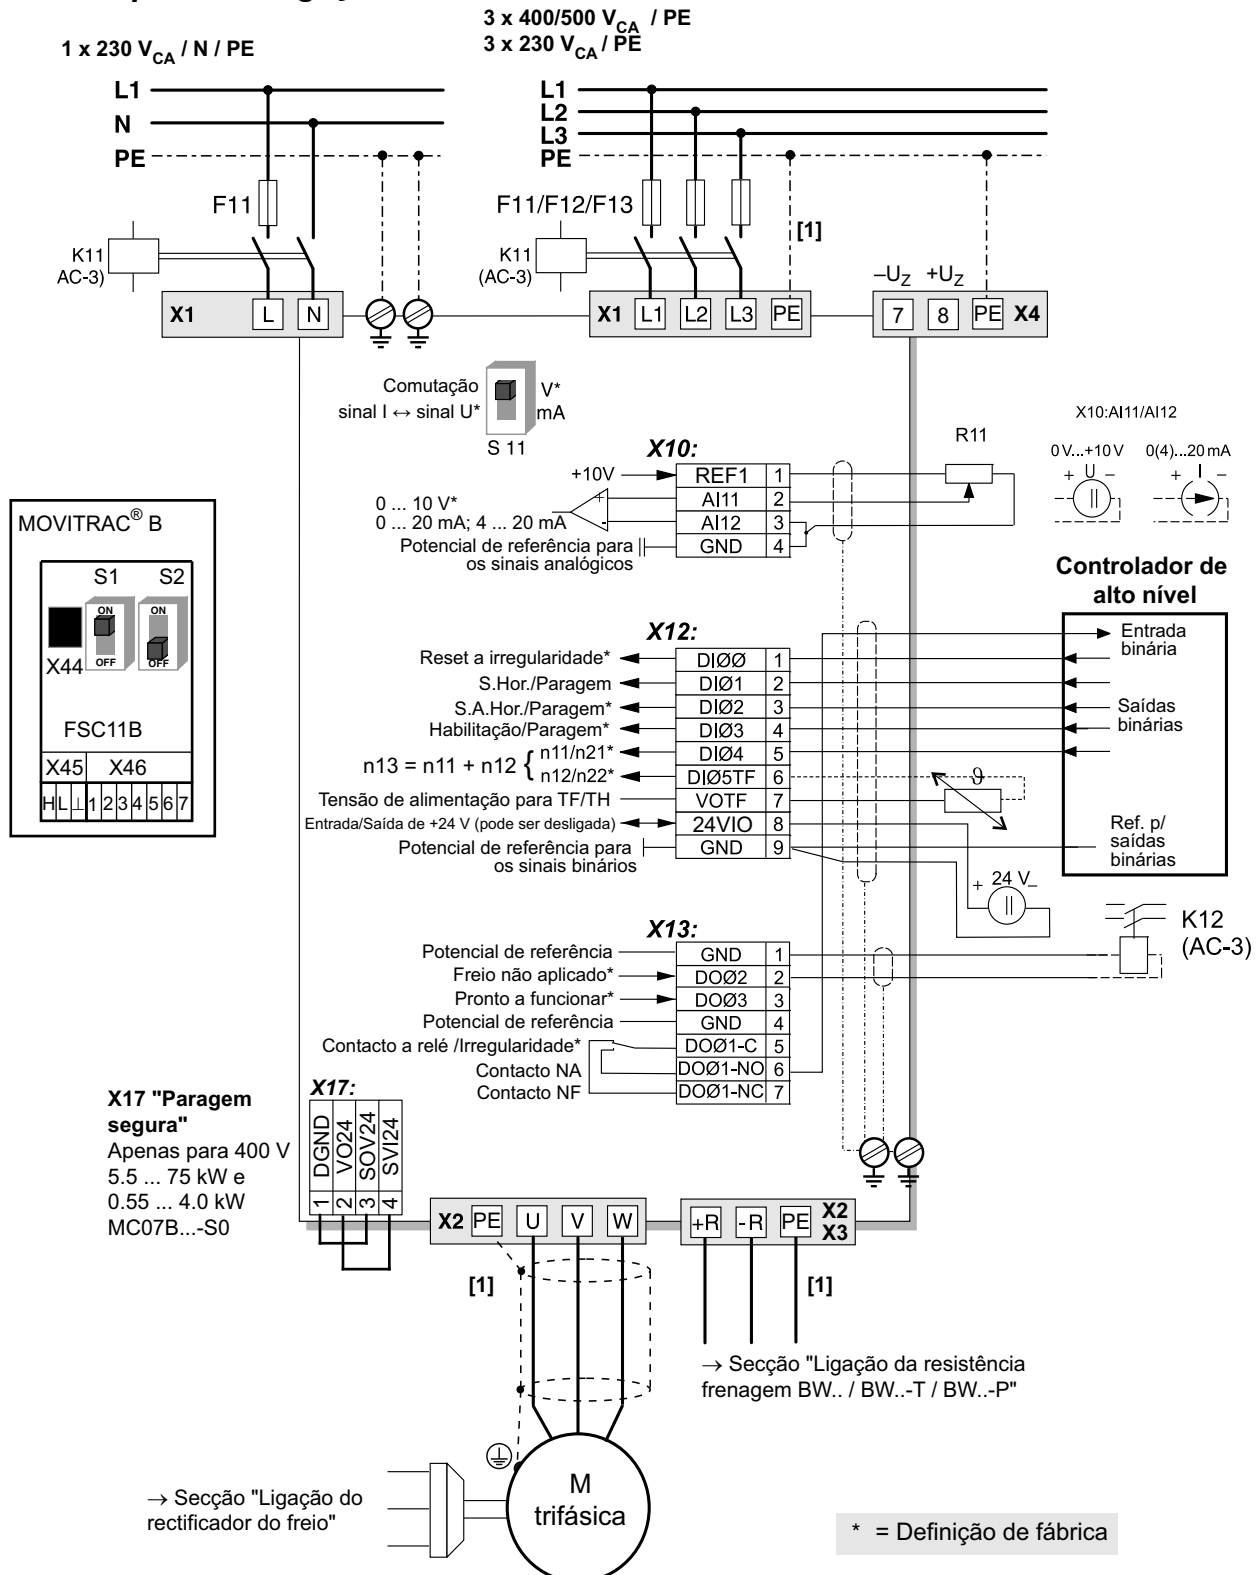 3 x 400/500 VCA / PE
1 x 230 VCA / N / PE
3 x 230 VCA / PE
L1
N
PE
L1
L2
L3
PE
F11
F11/F12/F13
[1]
K11
AC-3)
K11
(AC-3)
–UZ +UZ
X1 L N
X1 L1 L2 L3 PE
7 8 PE X4
Comutação
sinal I ↔ sinal U*
V*
mA
S 11
X10:
+10V REF1 1
0 ... 10 V* AI11 2
0 ... 20 mA; 4 ... 20 mA AI12 3
Potencial de referência para GND 4
os sinais analógicos
+
-
R11
X10:AI11/AI12
0 V...+10 V 0(4)...20 mA
+ U – + I –
MOVITRAC® B
S1 S2
ON ON
OFF OFF
X44
FSC11B
X45 X46
H L ⊥ 1 2 3 4 5 6 7
Controlador de
alto nível
Entrada
binária
Saídas
binárias
Ref. p/
saídas
binárias
X12:
Reset a irregularidade* DIØØ 1
S.Hor./Paragem DIØ1 2
S.A.Hor./Paragem* DIØ2 3
Habilitação/Paragem* DIØ3 4
n13 = n11 + n12 { n11/n21* DIØ4 5
n12/n22* DIØ5TF 6
Tensão de alimentação para TF/TH VOTF 7
Entrada/Saída de +24 V (pode ser desligada) 24VIO 8
Potencial de referência para GND 9
os sinais binários
ϑ
+ 24 V –
K12
(AC-3)
X13:
Potencial de referência GND 1
Freio não aplicado* DOØ2 2
Pronto a funcionar* DOØ3 3
Potencial de referência GND 4
Contacto a relé /Irregularidade* DOØ1-C 5
Contacto NA DOØ1-NO 6
Contacto NF DOØ1-NC 7
X17 "Paragem
segura"
Apenas para 400 V
5.5 ... 75 kW e
0.55 ... 4.0 kW
MC07B...-S0
X17:
DGND 1
VO24 2
SOV24 3
SVI24 4
X2 PE U V W
+R -R PE X2
X3
[1]
[1]
→ Secção "Ligação da resistência
frenagem BW.. / BW..-T / BW..-P"
M
trifásica
→ Secção "Ligação do
rectificador do freio"
* = Definição de fábrica